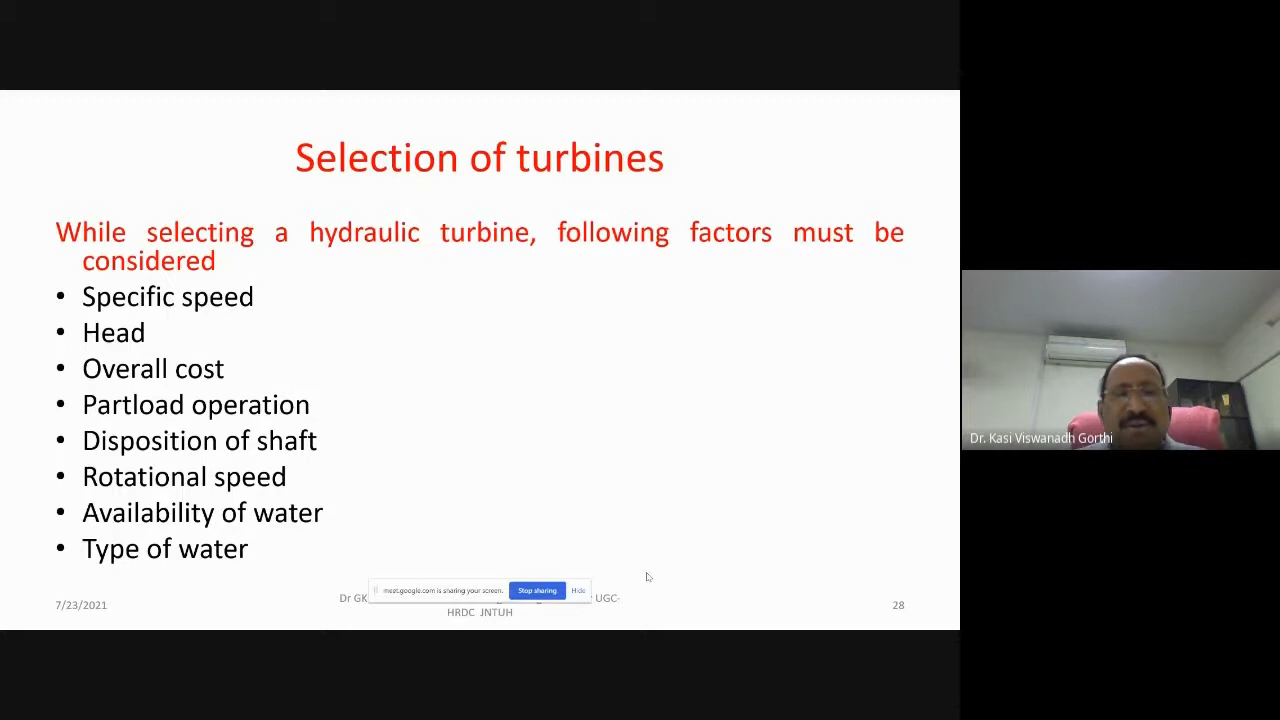 Selection of turbines
While selecting a hydraulic turbine, following factors must be
considered
• Specific speed
• Head
• Overall cost
• Partload operation
• Disposition of shaft
• Rotational speed
• Availability of water
• Type of water
meet.google.com is sharing your screen. Stop sharing Hide
7/23/2021
Dr GK UGC-
HRDC JNTUH
28
Dr. Kasi Viswanadh Gorthi